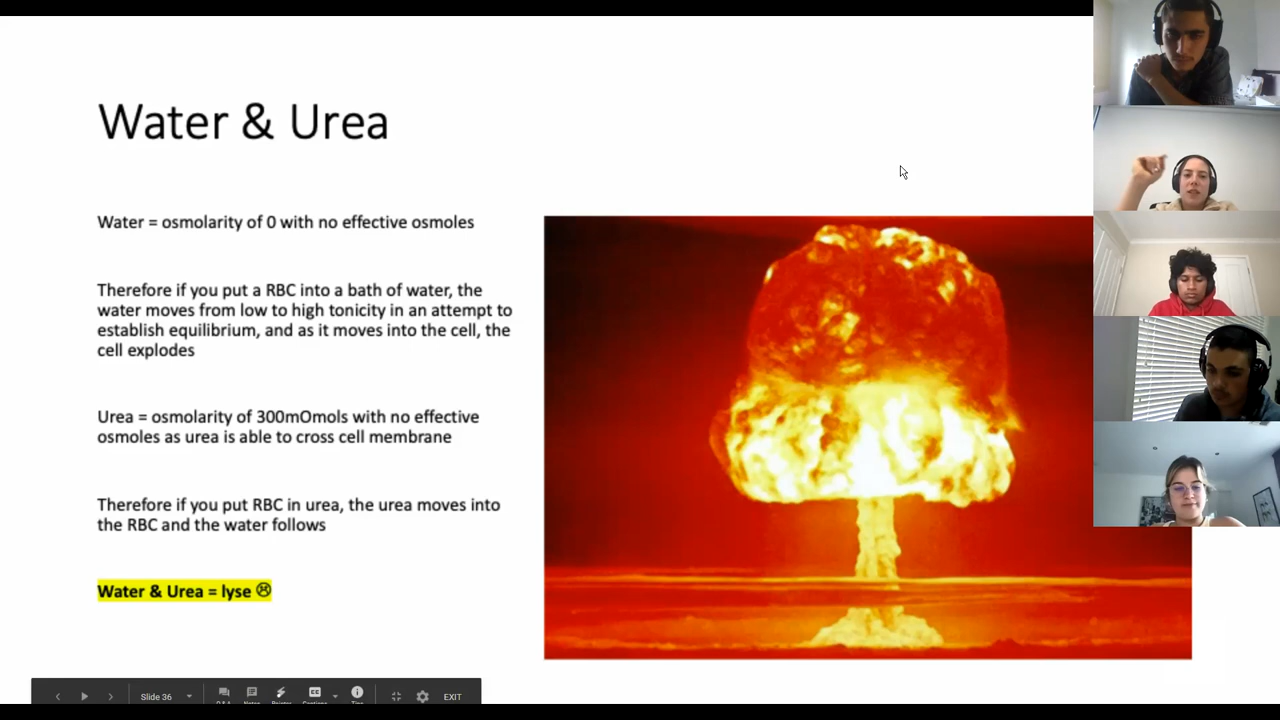 Water & Urea
Water = osmolarity of 0 with no effective osmoles
Therefore if you put a RBC into a bath of water, the
water moves from low to high tonicity in an attempt to
establish equilibrium, and as it moves into the cell, the
cell explodes
Urea = osmolarity of 300mOmols with no effective
osmoles as urea is able to cross cell membrane
Therefore if you put RBC in urea, the urea moves into
the RBC and the water follows
Water & Urea = lyse ☹
Slide 36
EXIT